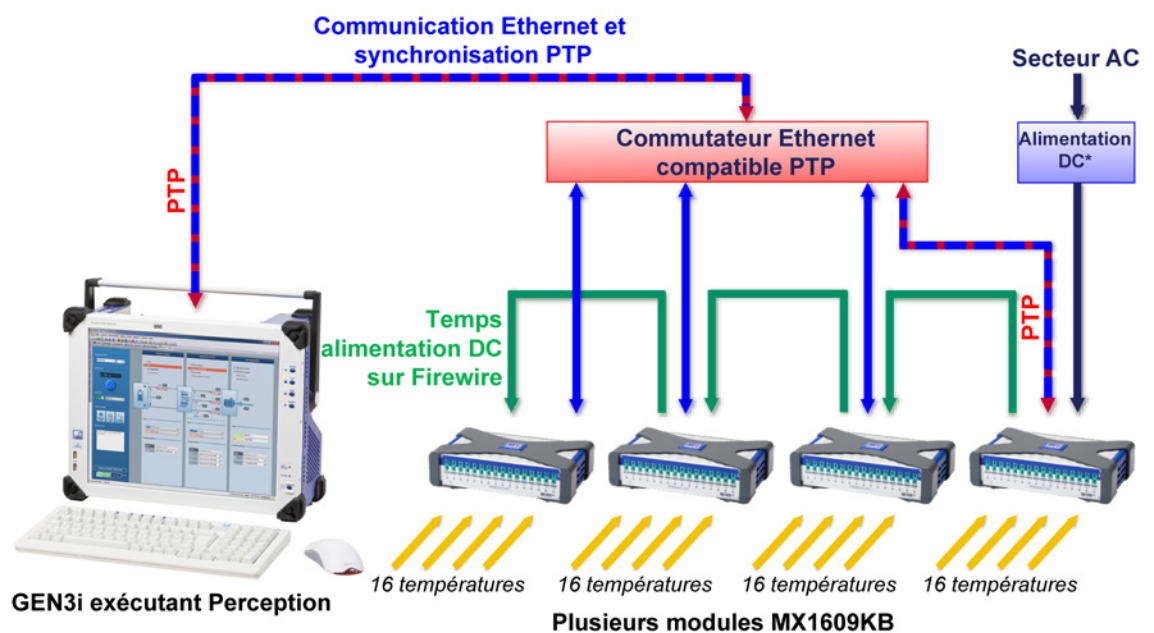 Communication Ethernet et
synchronisation PTP
Secteur AC
Commutateur Ethernet
compatible PTP
Alimentation
DC*
PTP
Temps
alimentation DC
sur Firewire
PTP
16 températures
16 températures
16 températures
16 températures
GEN3i exécutant Perception
Plusieurs modules MX1609KB